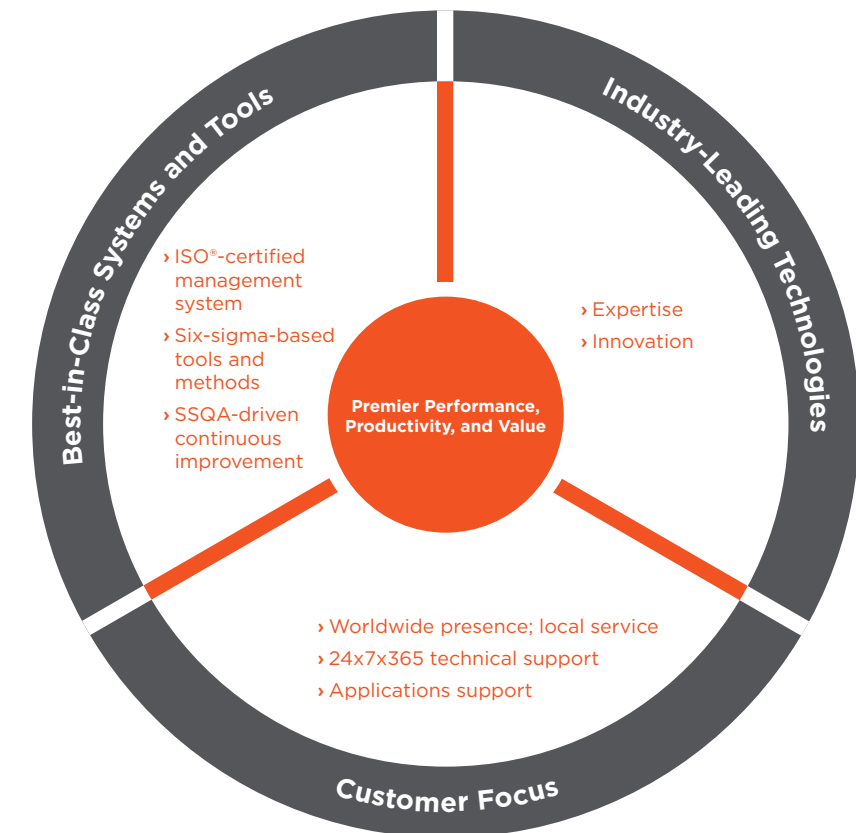 Best-in-Class Systems and Tools
Industry-Leading Technologies
› ISO®-certified
management
system
› Six-sigma-based
tools and
methods
› SSQA-driven
continuous
improvement
› Expertise
› Innovation
Premier Performance,
Productivity, and Value
› Worldwide presence; local service
› 24x7x365 technical support
› Applications support
Customer Focus